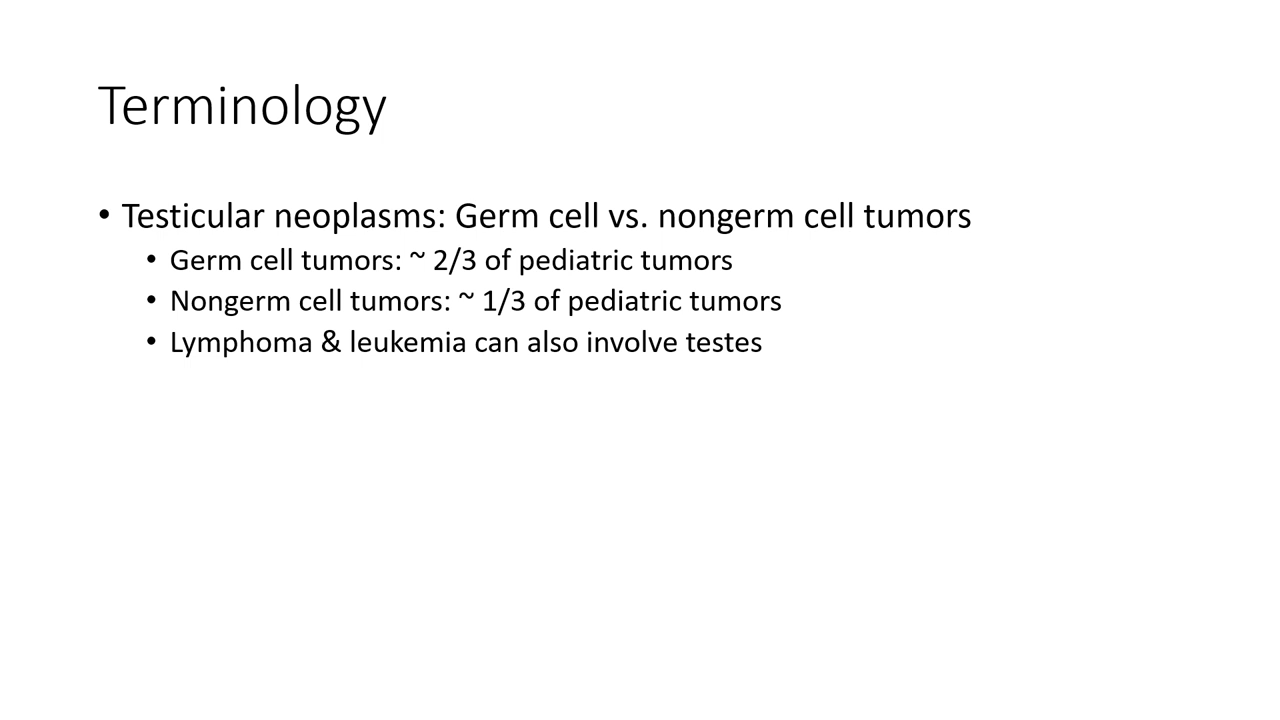 Terminology
• Testicular neoplasms: Germ cell vs. nongerm cell tumors
• Germ cell tumors: ~ 2/3 of pediatric tumors
• Nongerm cell tumors: ~ 1/3 of pediatric tumors
• Lymphoma & leukemia can also involve testes